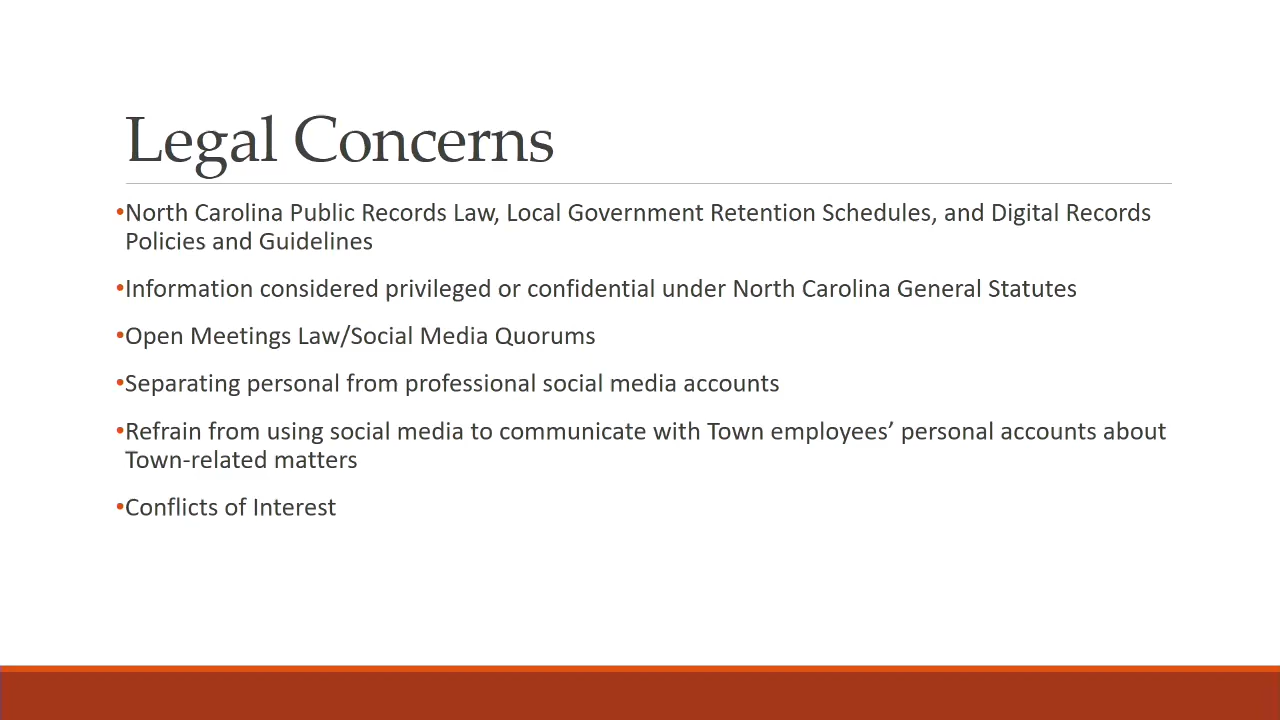 Legal Concerns
•North Carolina Public Records Law, Local Government Retention Schedules, and Digital Records
Policies and Guidelines
•Information considered privileged or confidential under North Carolina General Statutes
•Open Meetings Law/Social Media Quorums
•Separating personal from professional social media accounts
•Refrain from using social media to communicate with Town employees’ personal accounts about
Town-related matters
•Conflicts of Interest